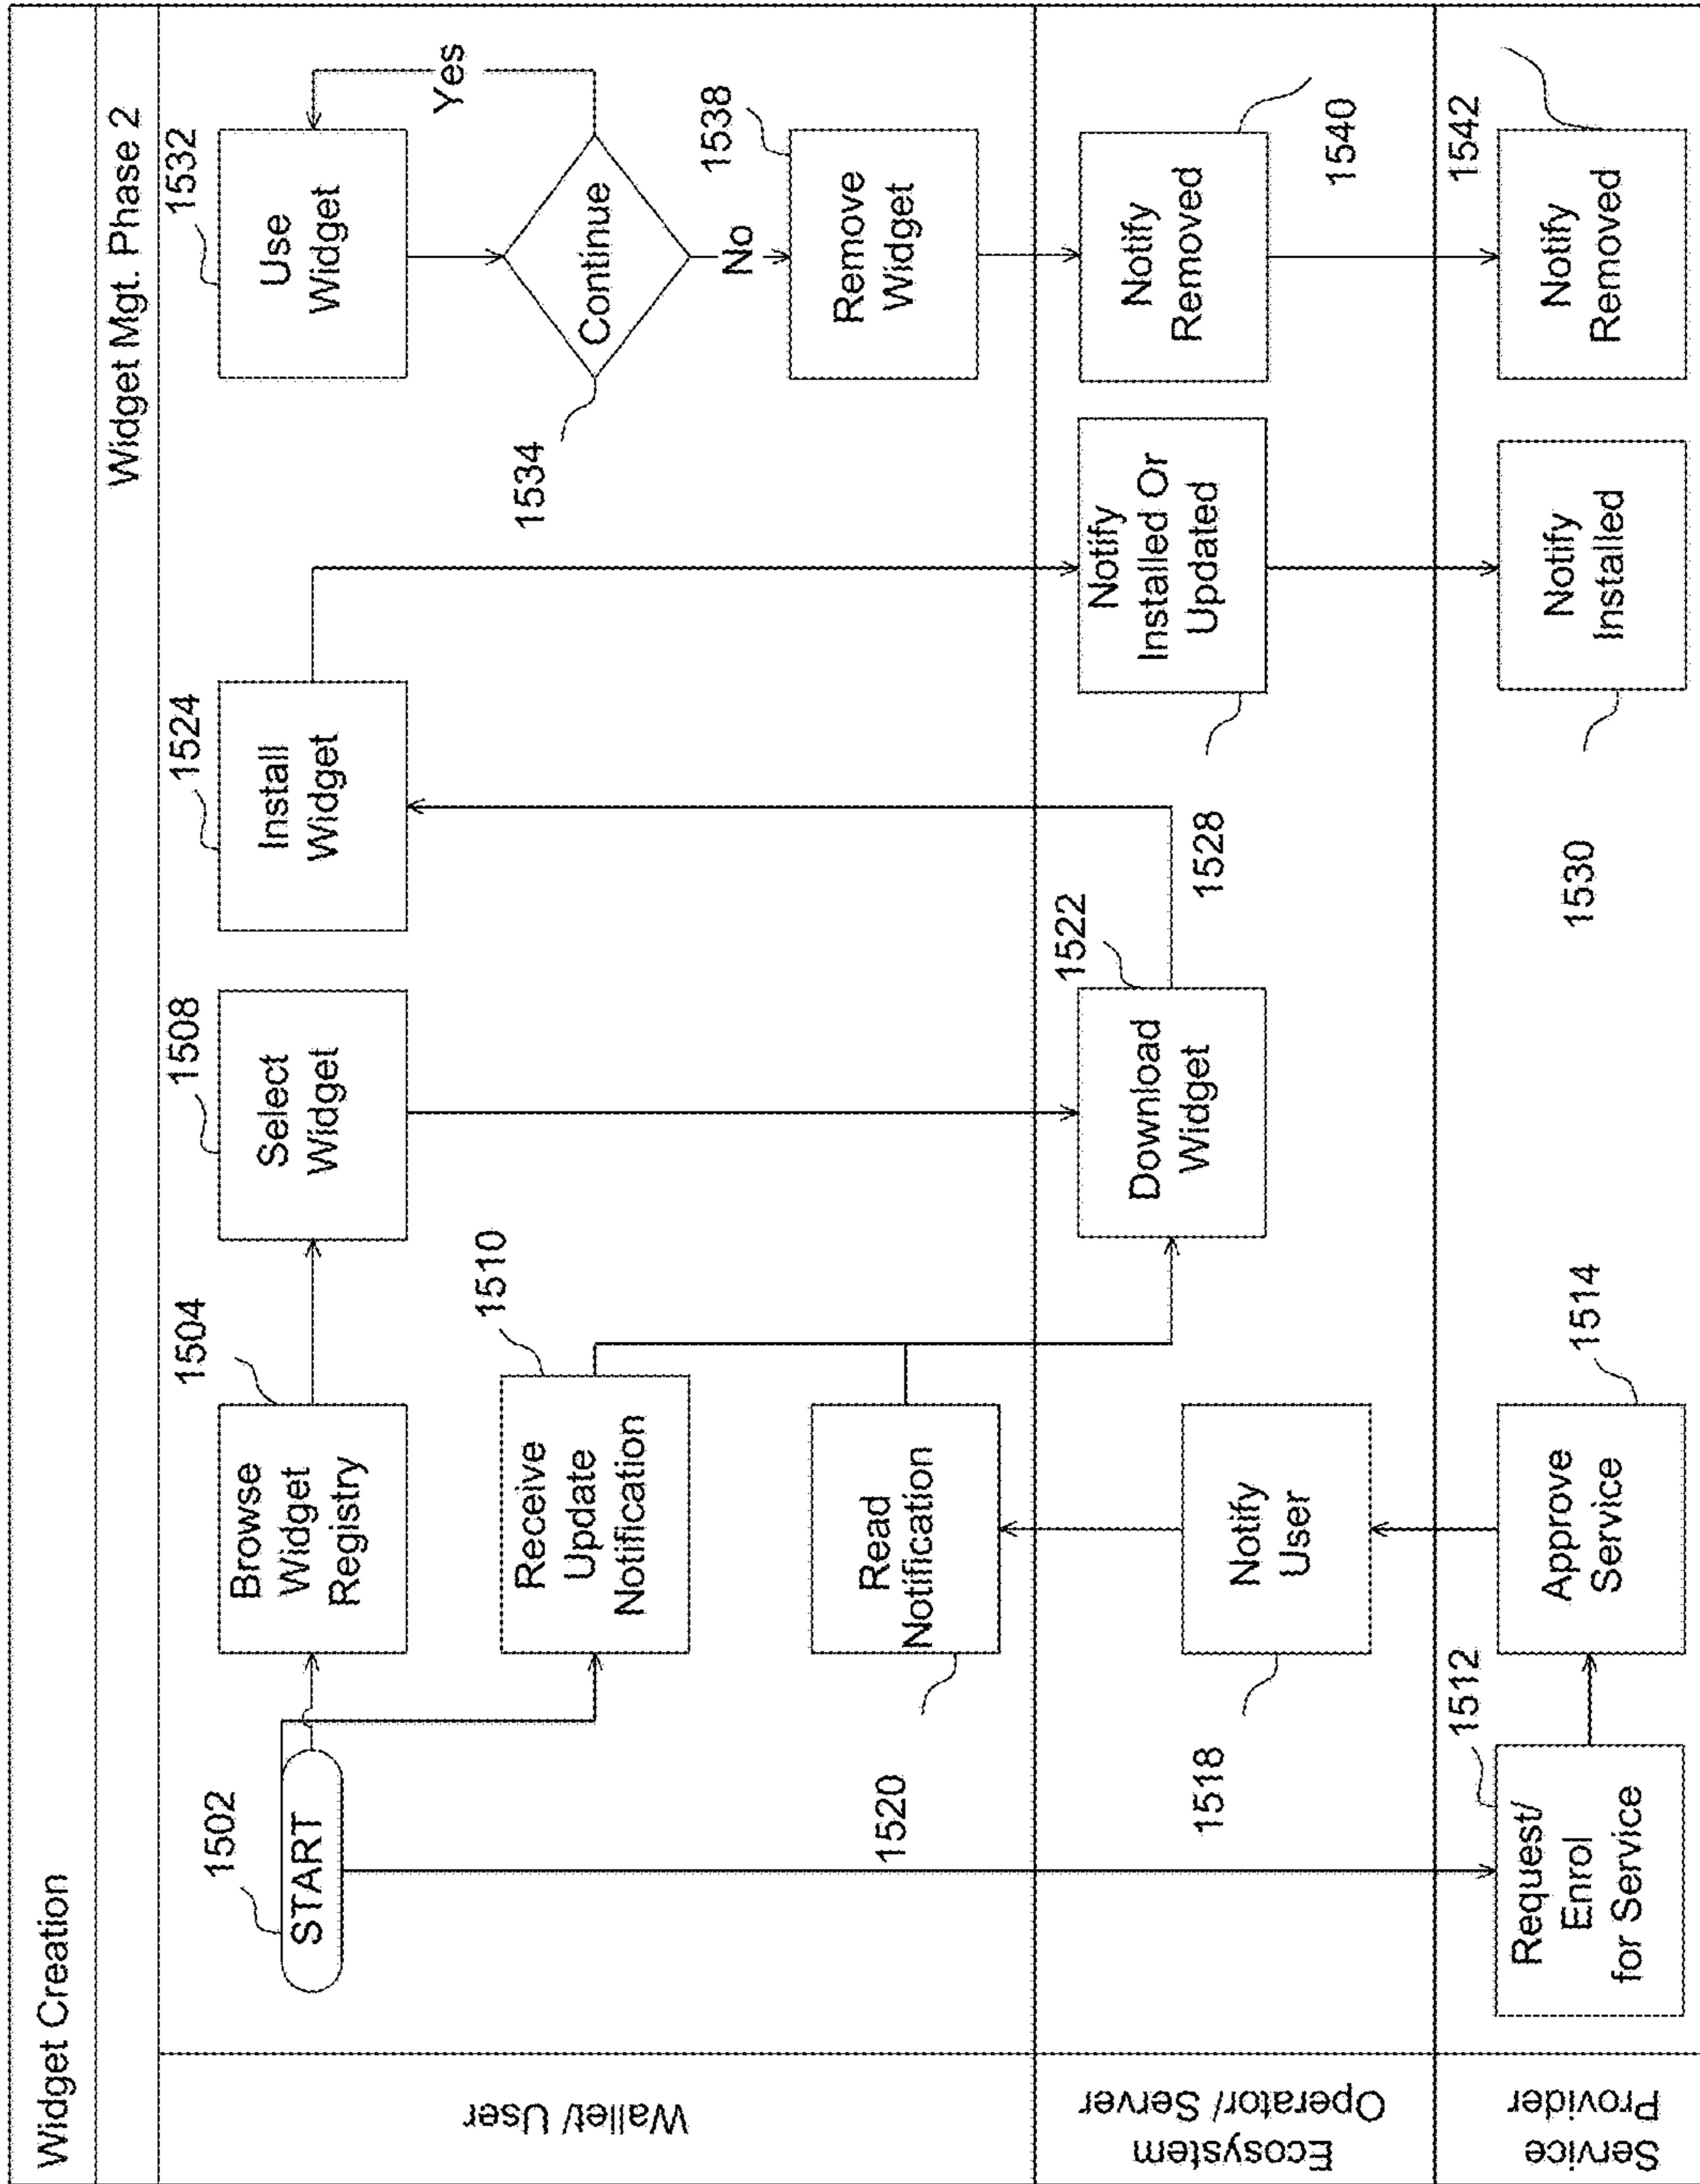 Widget Creation
Widget Mgt. Phase 2
Wallet/ User
1502
START
1504
Browse
Widget
Registry
1508
Select
Widget
1524
Install
Widget
1532
Use
Widget
Yes
1510
Receive
Update
Notification
1534
Continue
No
1520
Read
Notification
1538
Remove
Widget
Ecosystem
Operator/ Server
1518
Notify
User
1522
Download
Widget
1528
Notify
Installed Or
Updated
Notify
Removed
1540
Service
Provider
1512
Request/
Enrol
for Service
1514
Approve
Service
1530
Notify
Installed
1542
Notify
Removed